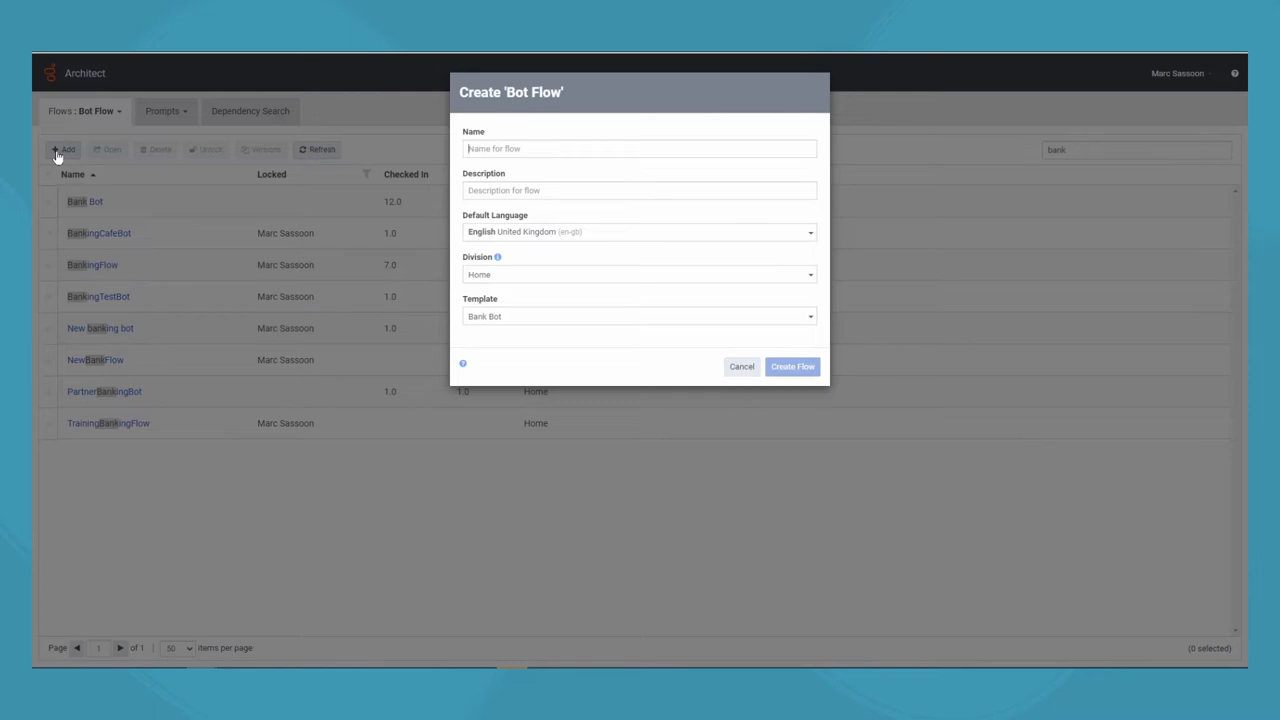 Architect
Marc Sassoon
Flows : Bot Flow
Prompts
Dependency Search
Add
Open
Delete
Unlock
Versions
Refresh
bank
Name
Locked
Checked In
Bank Bot
12.0
BankingCafeBot
Marc Sassoon
1.0
BankingFlow
Marc Sassoon
7.0
BankingTestBot
Marc Sassoon
1.0
New banking bot
Marc Sassoon
1.0
NewBankFlow
Marc Sassoon
PartnerBankingBot
1.0
1.0
Home
TrainingBankingFlow
Marc Sassoon
Home
Create 'Bot Flow'
Name
Name for flow
Description
Description for flow
Default Language
English United Kingdom (en-gb)
Division
Home
Template
Bank Bot
Cancel
Create Flow
Page 1 of 1 | 50 items per page
(0 selected)